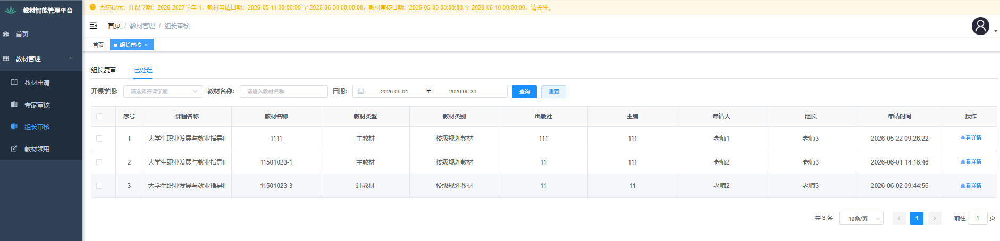 教材智能管理平台
系统提示：开课学期：2026-2027学年-1，教材申请日期：2026-05-11 00:00:00 至 2026-06-30 00:00:00，教材审核日期：2026-05-03 00:00:00 至 2026-06-10 00:00:00，请关注。
首页 / 教材管理 / 组长审核
首页
教材管理
教材申请
专家审核
组长审核
教材领用
首页 组长审核 ×
组长复审 已处理
开课学期: 请选择开课学期 教材名称: 请输入教材名称 日期: 2026-05-01 至 2026-06-30 查询 重置
序号 课程名称 教材名称 教材类型 教材类别 出版社 主编 申请人 组长 申请时间 操作
1 大学生职业发展与就业指导II 1111 主教材 校级规划教材 111 111 老师1 老师3 2026-05-22 09:26:22 查看详情
2 大学生职业发展与就业指导II 11501023-1 主教材 校级规划教材 11 111 老师2 老师3 2026-06-01 14:16:46 查看详情
3 大学生职业发展与就业指导II 11501023-3 辅教材 校级规划教材 11 11 老师2 老师3 2026-06-02 09:44:56 查看详情
共 3 条 10条/页 1 前往 1 页